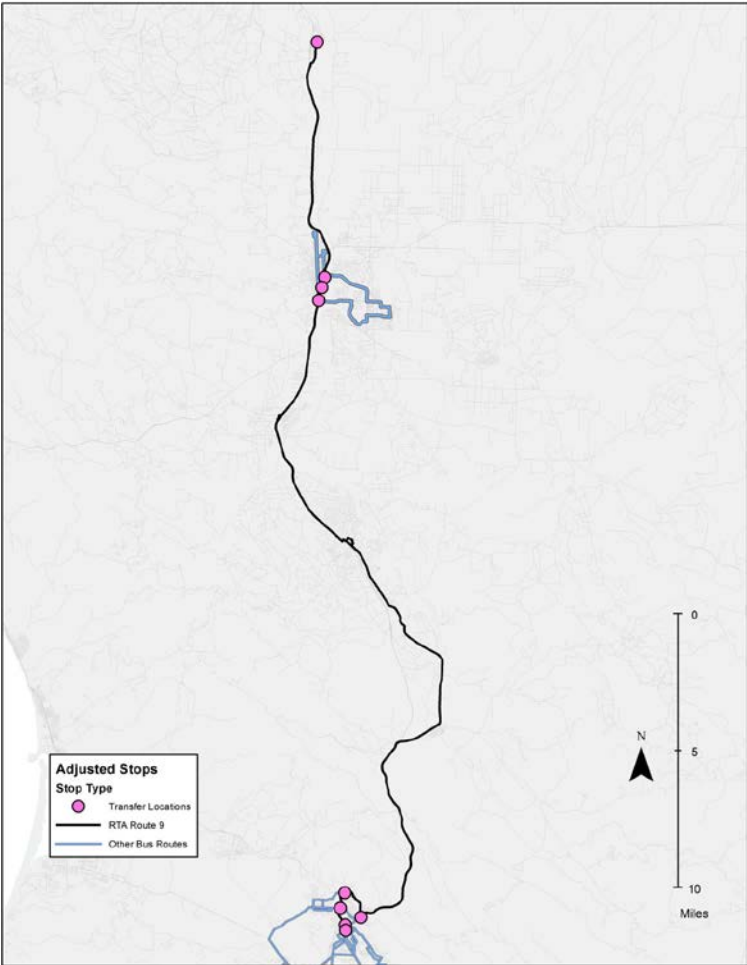 0
N
5
10
Miles
Adjusted Stops
Stop Type
Transfer Locations
RTA Route 9
Other Bus Routes